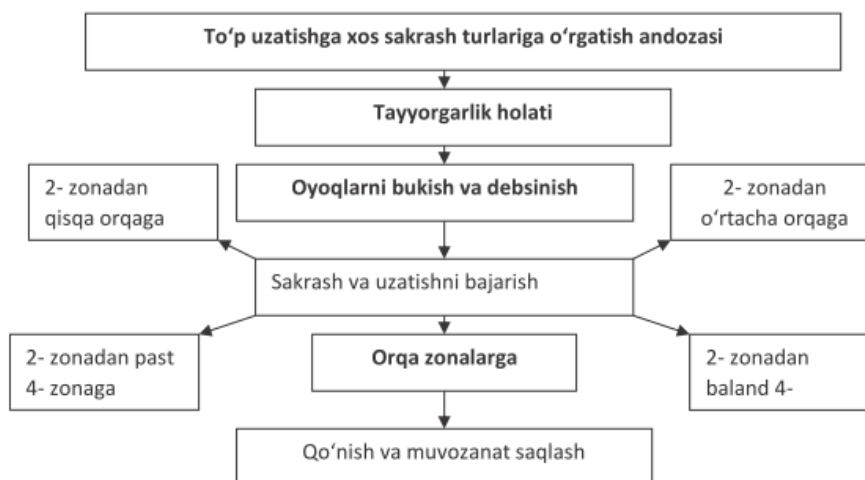 To‘p uzatishga xos sakrash turlariga o‘rgatish andozasi
Tayyorgarlik holati
2- zonadan
qisqa orqaga
Oyoqlarni bukish va debsinish
2- zonadan
o‘rtacha orqaga
Sakrash va uzatishni bajarish
2- zonadan past
4- zonaga
Orqa zonalarga
2- zonadan
baland 4-
Qo‘nish va muvozanat saqlash